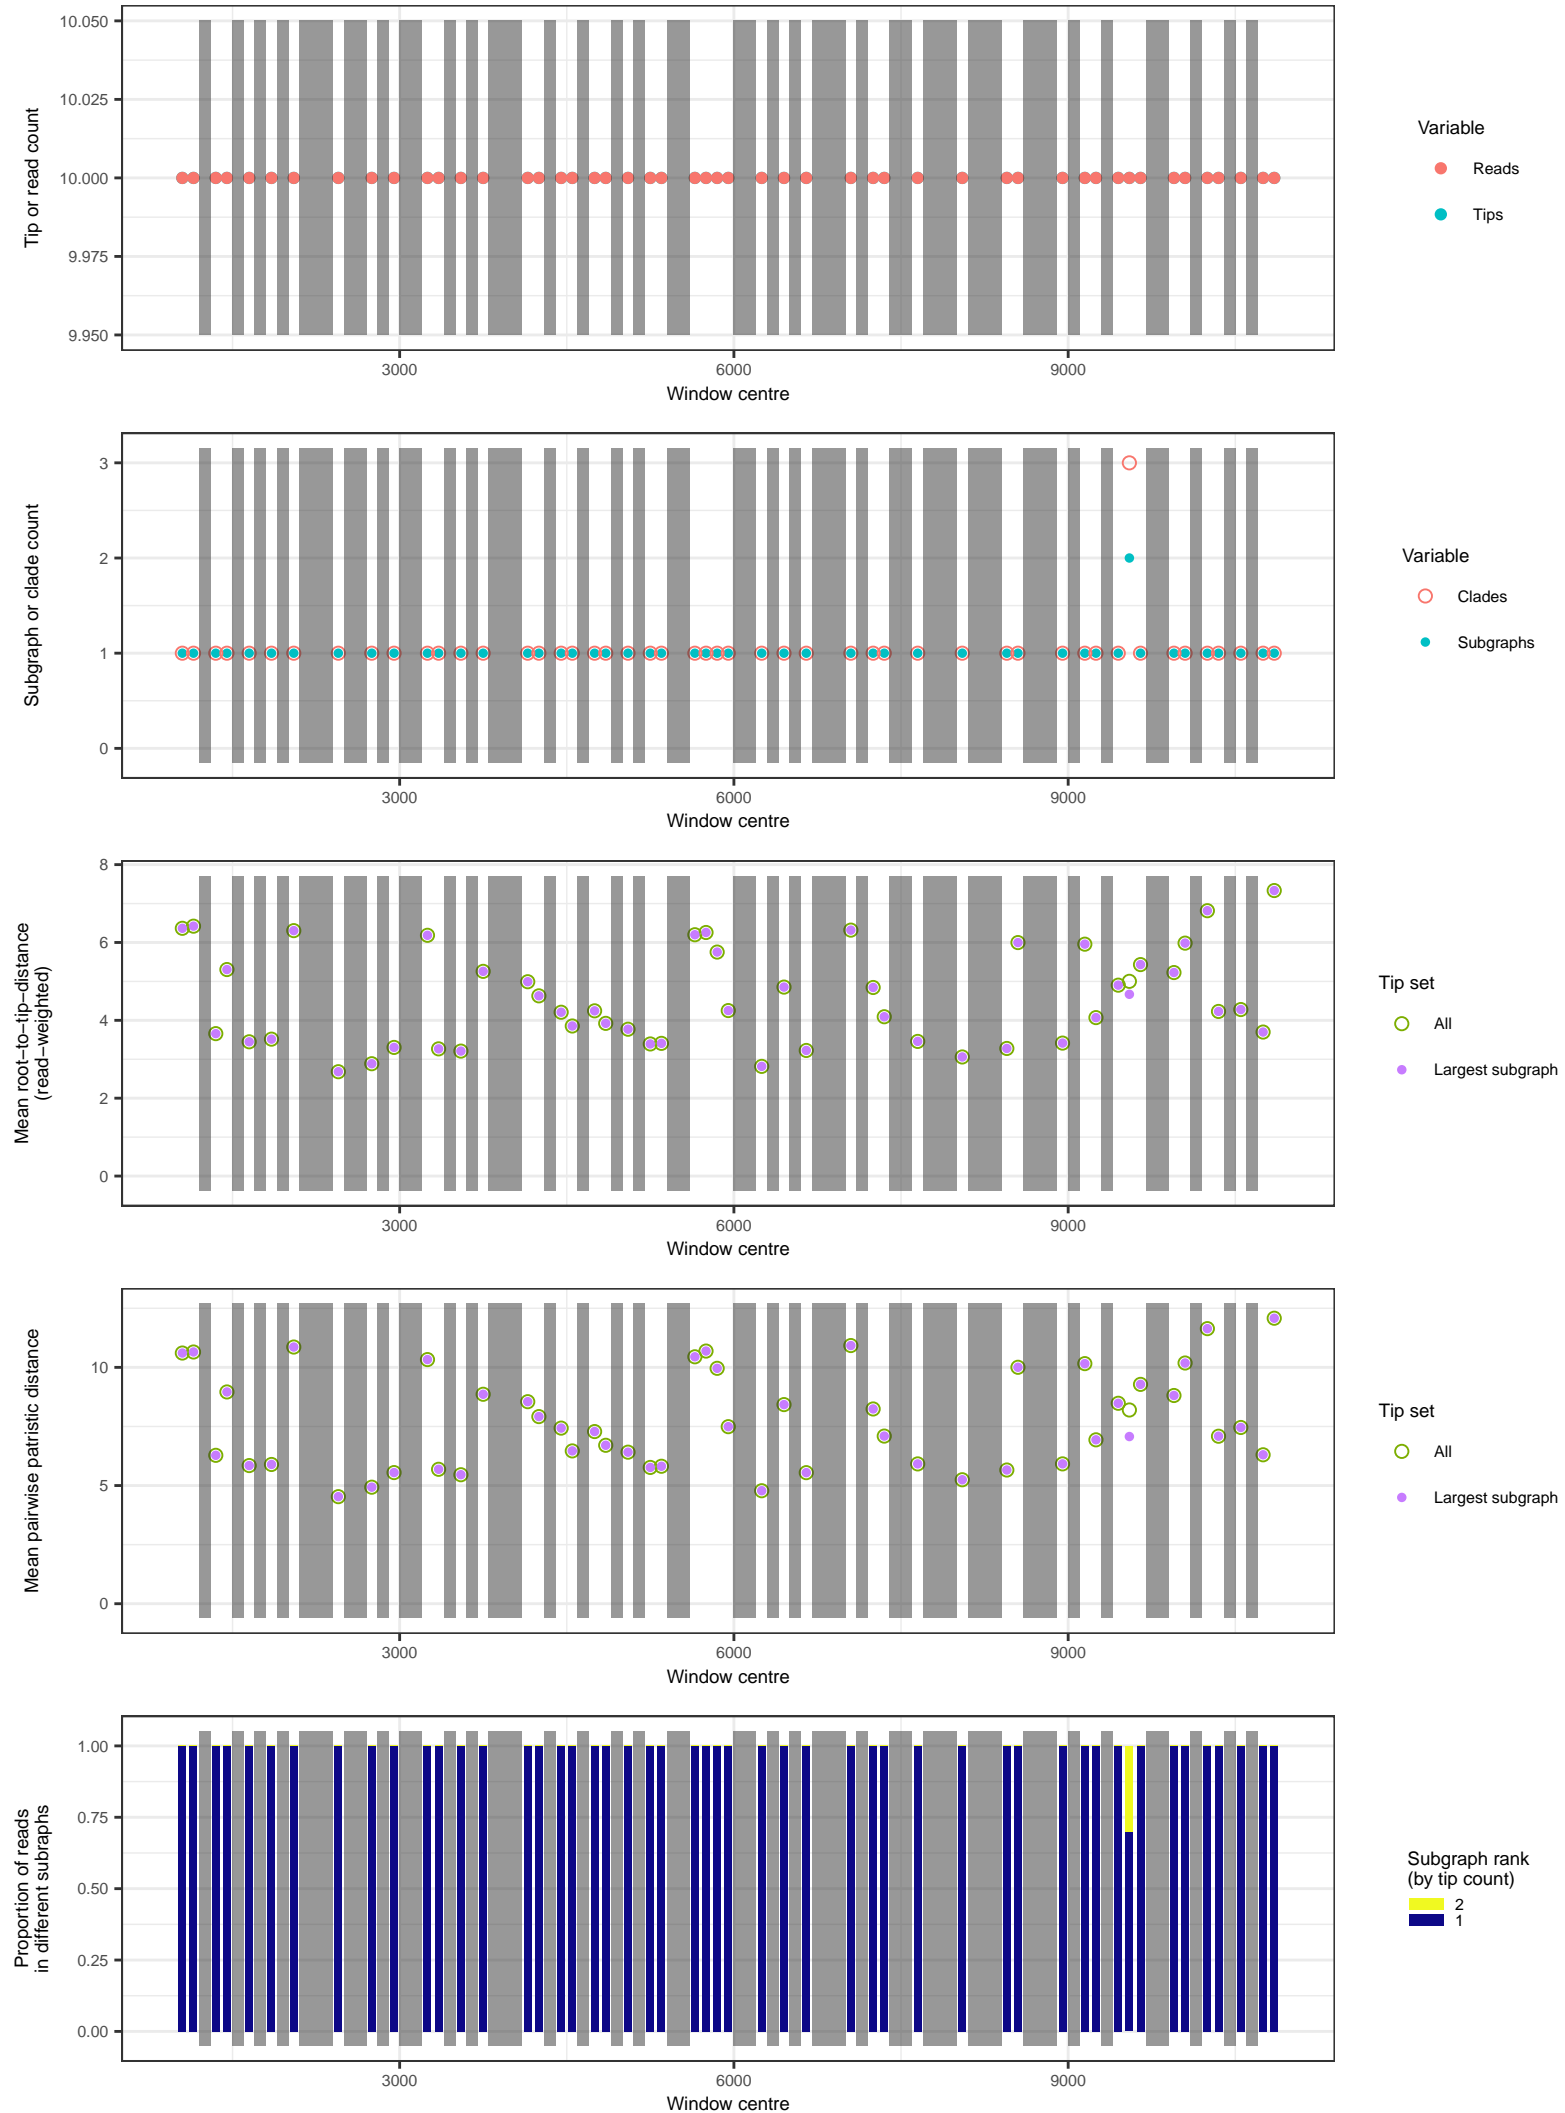 10.050
10.025
10.000
9.975
9.950
Tip or read count
3000 6000 9000
Window centre
Variable
Reads
Tips
3
2
1
0
Subgraph or clade count
3000 6000 9000
Window centre
Variable
Clades
Subgraphs
8
6
4
2
0
Mean root−to−tip−distance
(read−weighted)
3000 6000 9000
Window centre
Tip set
All
Largest subgraph
10
5
0
Mean pairwise patristic distance
3000 6000 9000
Window centre
Tip set
All
Largest subgraph
1.00
0.75
0.50
0.25
0.00
Proportion of reads
in different subraphs
3000 6000 9000
Window centre
Subgraph rank
(by tip count)
2
1